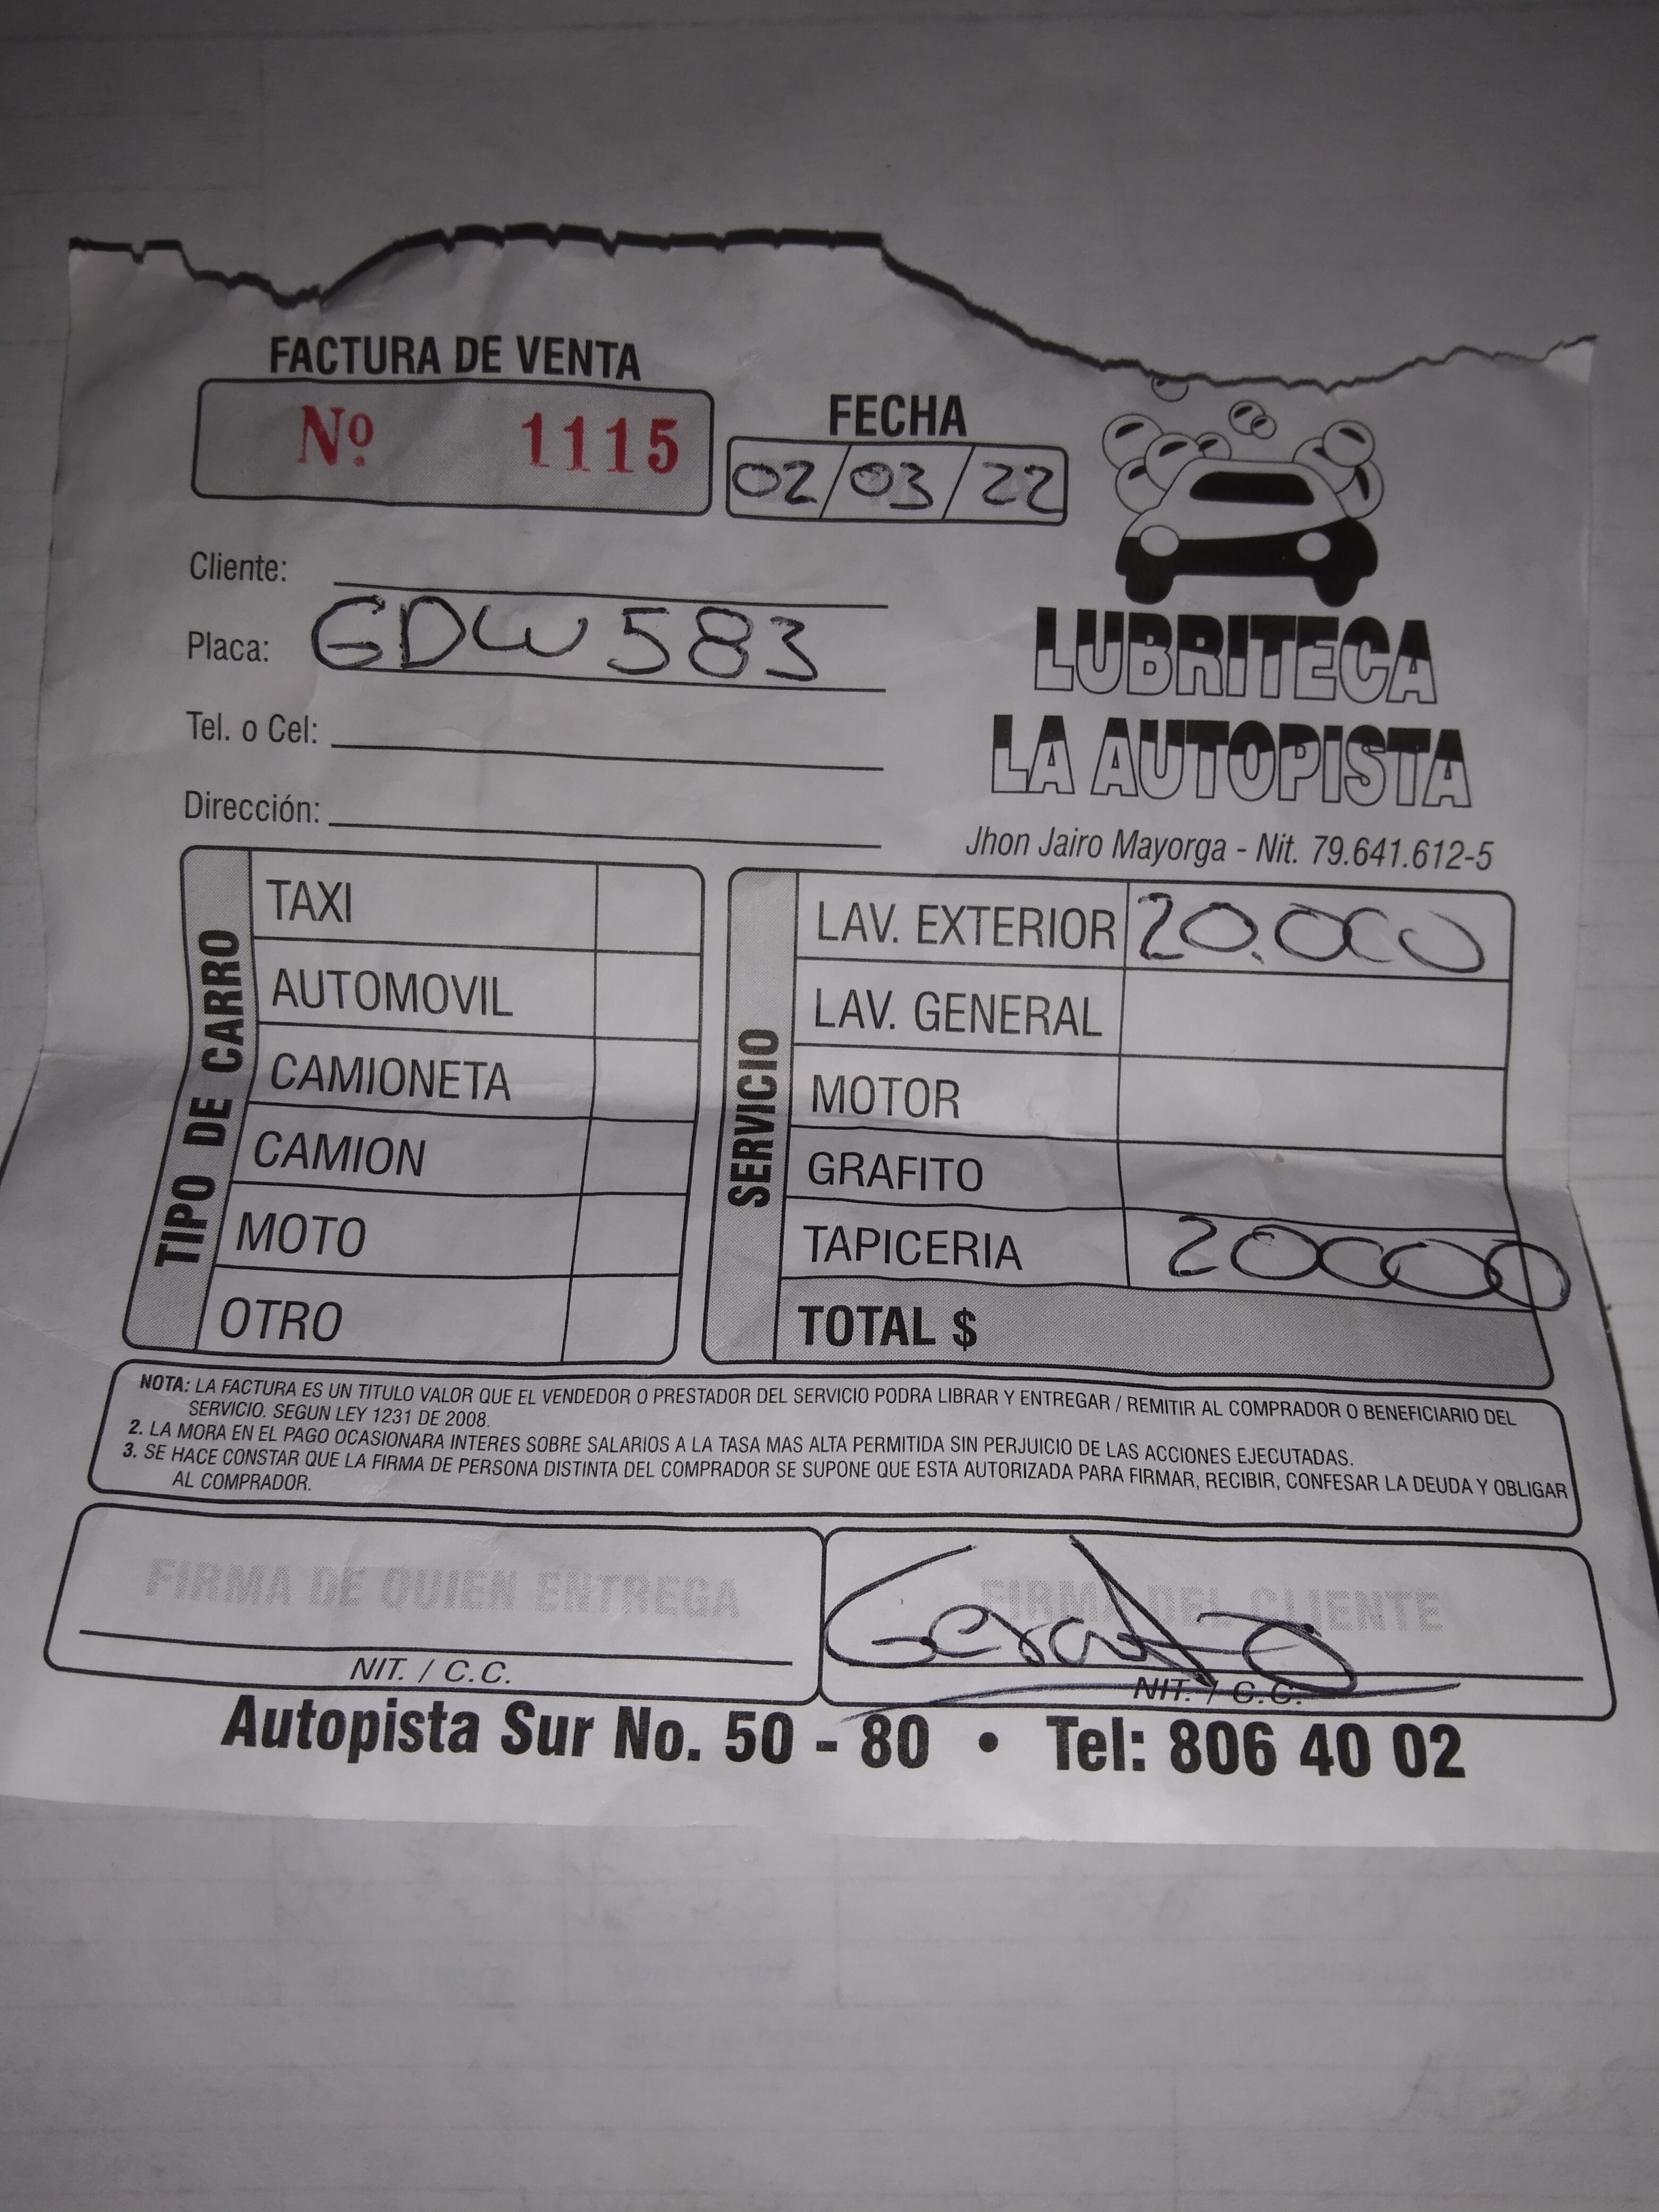 FACTURA DE VENTA
Nº 1115
FECHA
02/03/22
Cliente:
Placa: GDW 583
Tel. o Cel:
Dirección:
LUBRITECA
LA AUTOPISTA
Jhon Jairo Mayorga - Nit. 79.641.612-5
TIPO DE CARRO
TAXI
AUTOMOVIL
CAMIONETA
CAMION
MOTO
OTRO
SERVICIO
LAV. EXTERIOR 20.000
LAV. GENERAL
MOTOR
GRAFITO
TAPICERIA 20000
TOTAL $
NOTA: LA FACTURA ES UN TITULO VALOR QUE EL VENDEDOR O PRESTADOR DEL SERVICIO PODRA LIBRAR Y ENTREGAR / REMITIR AL COMPRADOR O BENEFICIARIO DEL
SERVICIO. SEGUN LEY 1231 DE 2008.
2. LA MORA EN EL PAGO OCASIONARA INTERES SOBRE SALARIOS A LA TASA MAS ALTA PERMITIDA SIN PERJUICIO DE LAS ACCIONES EJECUTADAS.
3. SE HACE CONSTAR QUE LA FIRMA DE PERSONA DISTINTA DEL COMPRADOR SE SUPONE QUE ESTA AUTORIZADA PARA FIRMAR, RECIBIR, CONFESAR LA DEUDA Y OBLIGAR
AL COMPRADOR.
FIRMA DE QUIEN ENTREGA
NIT. / C.C.
FIRMA DEL CLIENTE
NIT. / C.C.
Autopista Sur No. 50 - 80 • Tel: 806 40 02